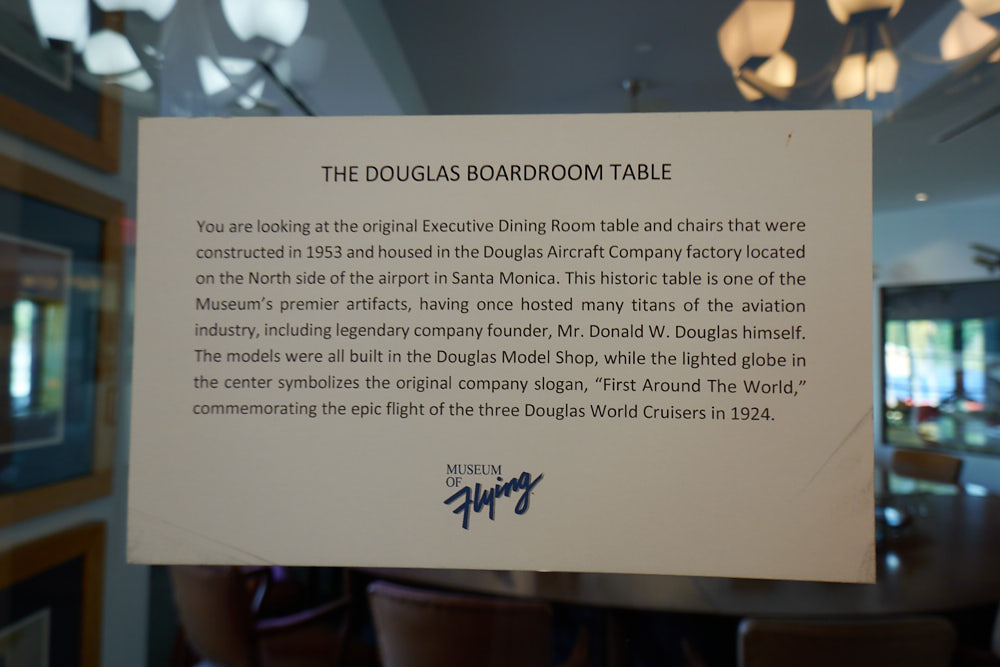 THE DOUGLAS BOARDROOM TABLE
You are looking at the original Executive Dining Room table and chairs that were
constructed in 1953 and housed in the Douglas Aircraft Company factory located
on the North side of the airport in Santa Monica. This historic table is one of the
Museum’s premier artifacts, having once hosted many titans of the aviation
industry, including legendary company founder, Mr. Donald W. Douglas himself.
The models were all built in the Douglas Model Shop, while the lighted globe in
the center symbolizes the original company slogan, “First Around The World,”
commemorating the epic flight of the three Douglas World Cruisers in 1924.
MUSEUM
OF
Flying